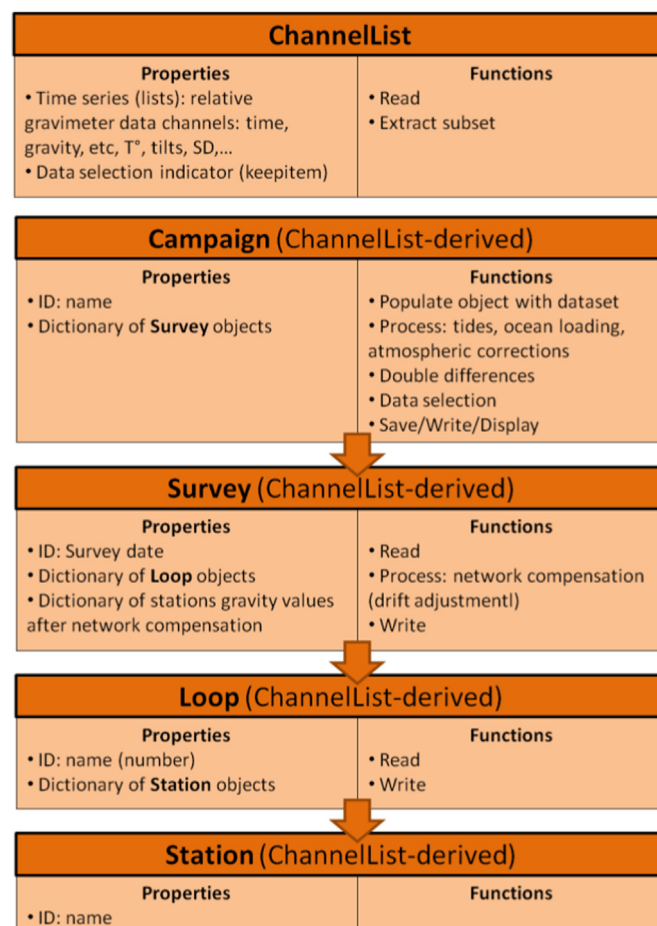 ChannelList
Properties
• Time series (lists): relative
gravimeter data channels: time,
gravity, etc, T°, tilts, SD,...
• Data selection indicator (keepitem)
Functions
• Read
• Extract subset
Campaign (ChannelList-derived)
Properties
• ID: name
• Dictionary of Survey objects
Functions
• Populate object with dataset
• Process: tides, ocean loading,
atmospheric corrections
• Double differences
• Data selection
• Save/Write/Display
Survey (ChannelList-derived)
Properties
• ID: Survey date
• Dictionary of Loop objects
• Dictionary of stations gravity values
after network compensation
Functions
• Read
• Process: network compensation
(drift adjustmentl)
• Write
Loop (ChannelList-derived)
Properties
• ID: name (number)
• Dictionary of Station objects
Functions
• Read
• Write
Station (ChannelList-derived)
Properties
• ID: name
Functions